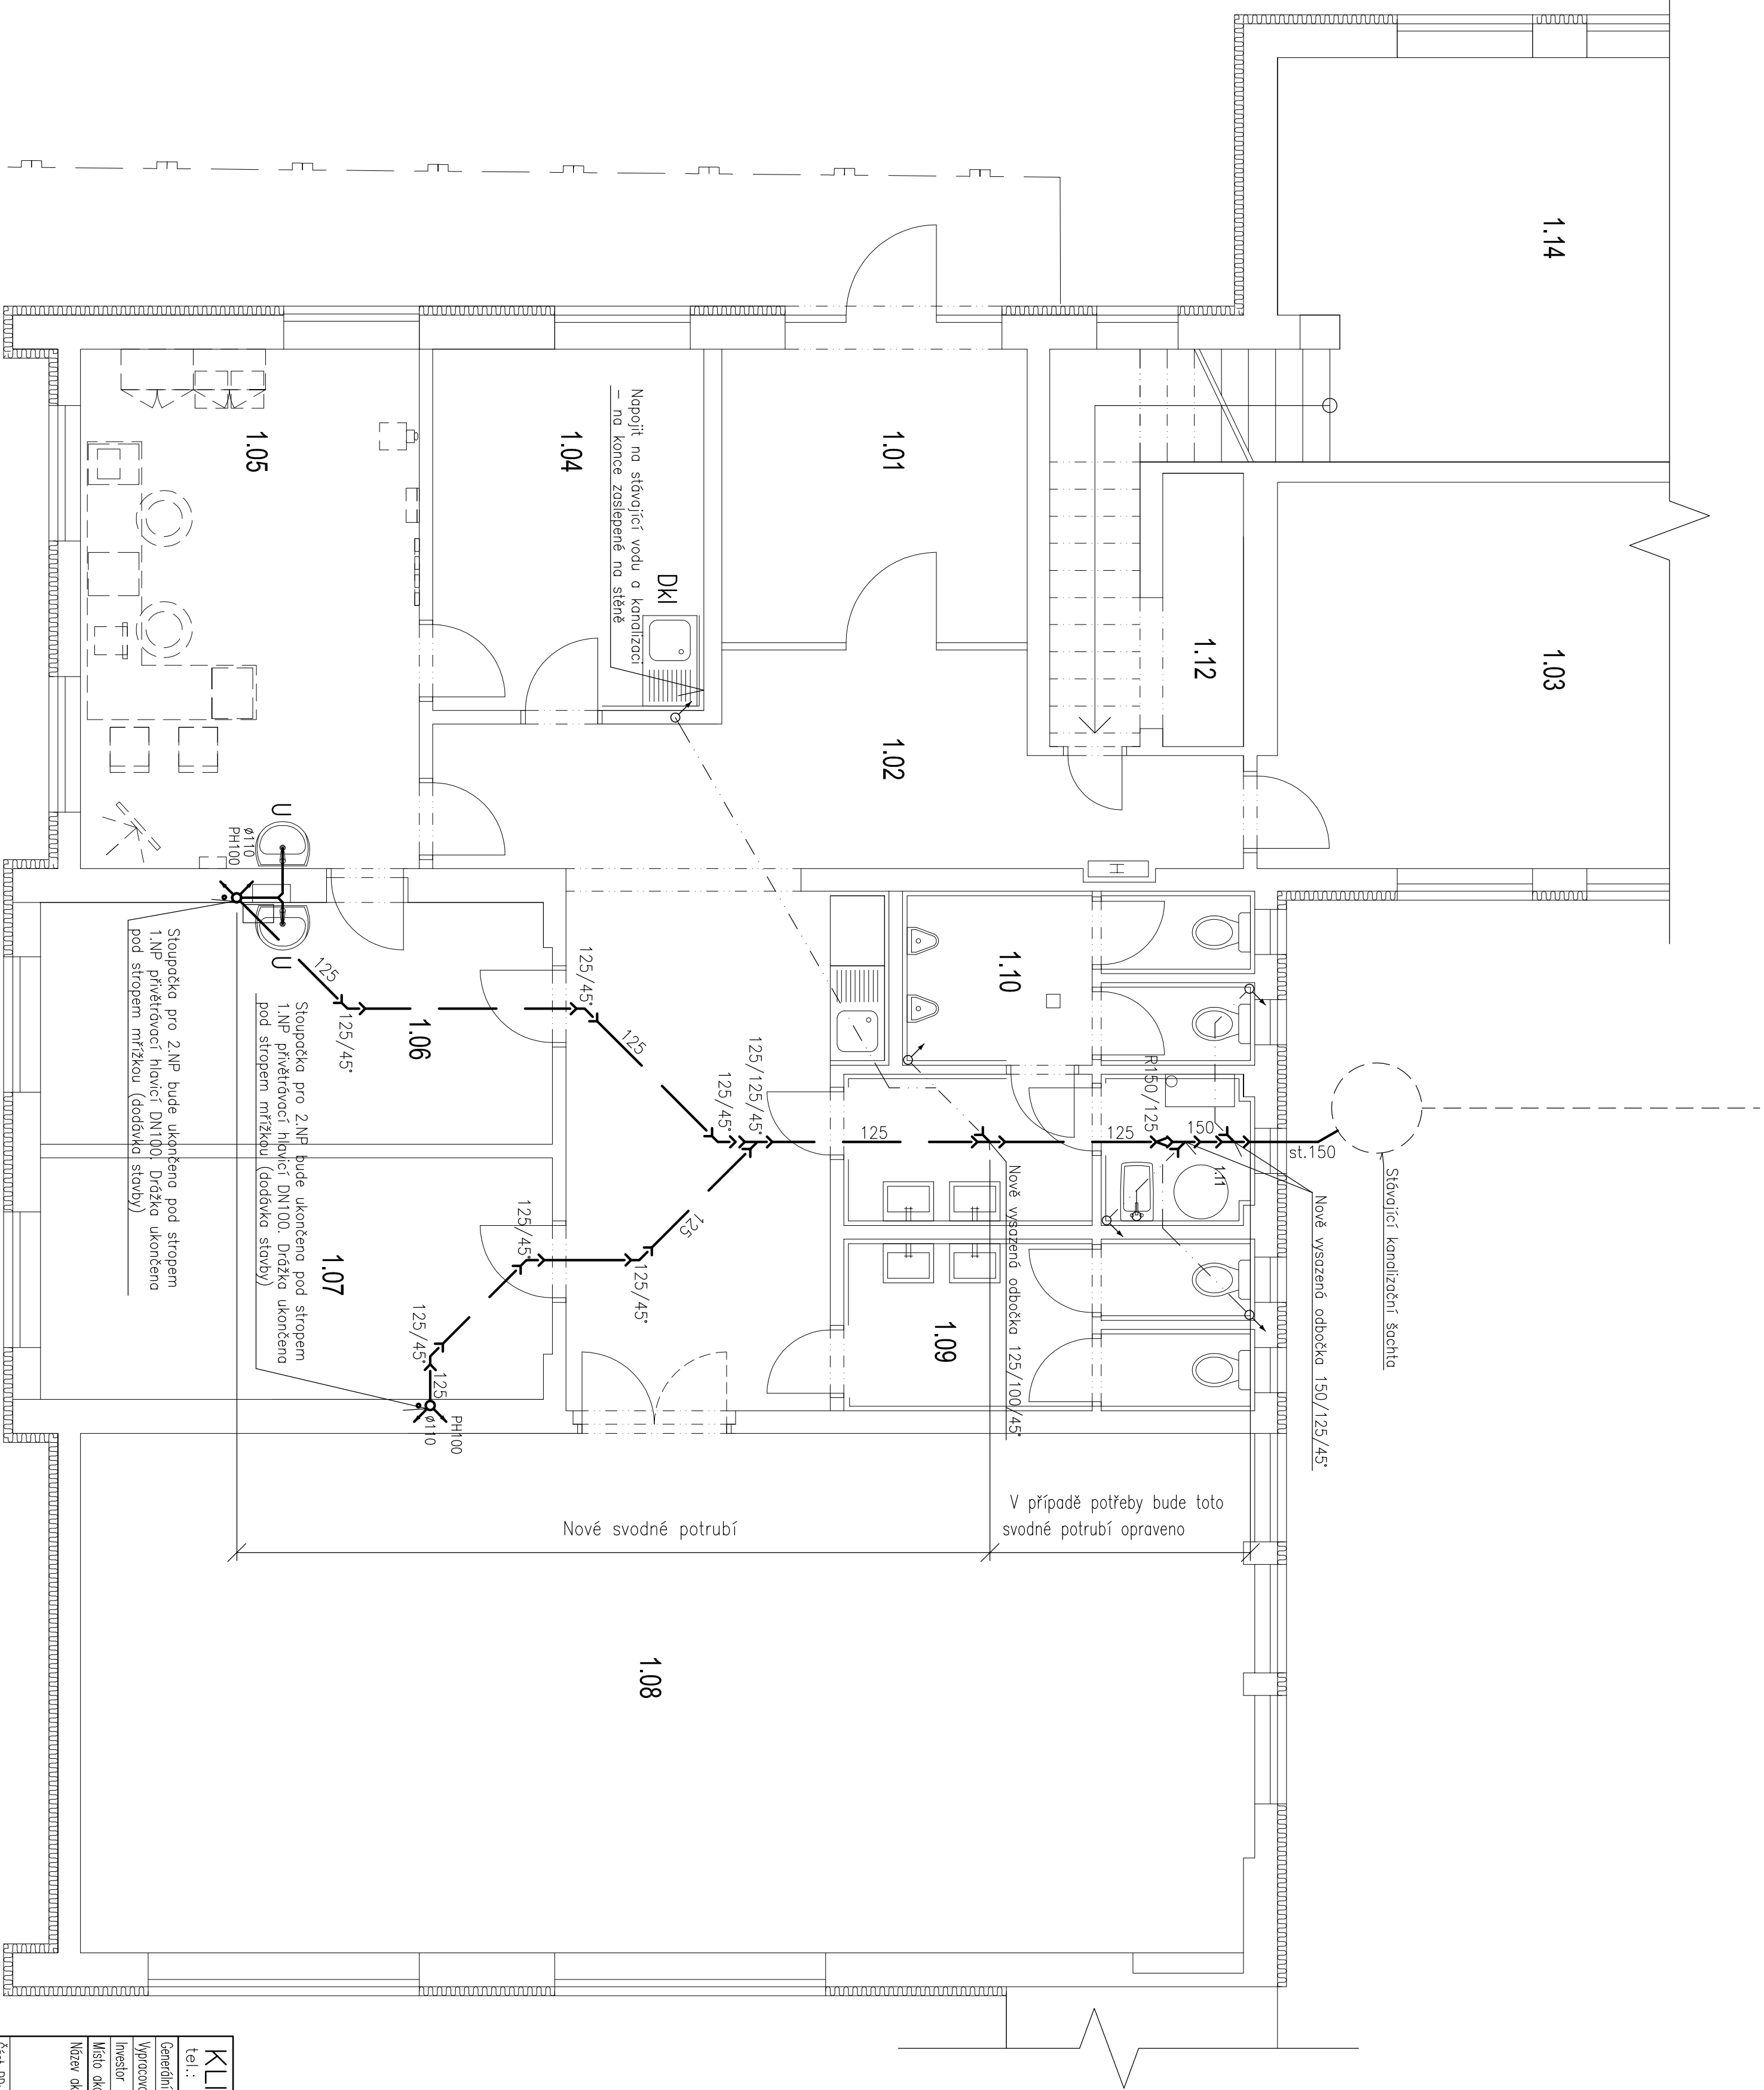 1.14
1.03
1.12
1.01
1.02
1.04
1.05
Napojit na stávající vodu a kanalizaci
– na konce zaslepené na stěně
Dkl
U
ø110
PH100
U
H
1.10
1.11
1.09
1.06
1.07
1.08
Stávající kanalizační šachta
st.150
Nově vysazená odbočka 150/125/45°
150
R150/125
125
Nově vysazená odbočka 125/100/45°
125
125/125/45°
125/45°
125
125/45°
125/45°
125
125
125/45°
125/45°
125/45°
125
PH100
ø110
Stoupačka pro 2.NP bude ukončena pod stropem
1.NP přivětrávací hlavicí DN100. Drážka ukončena
pod stropem mřížkou (dodávka stavby)
Stoupačka pro 2.NP bude ukončena pod stropem
1.NP přivětrávací hlavicí DN100. Drážka ukončena
pod stropem mřížkou (dodávka stavby)
V případě potřeby bude toto
svodné potrubí opraveno
Nové svodné potrubí
tel.:
Generální
Investor
Místo
Název